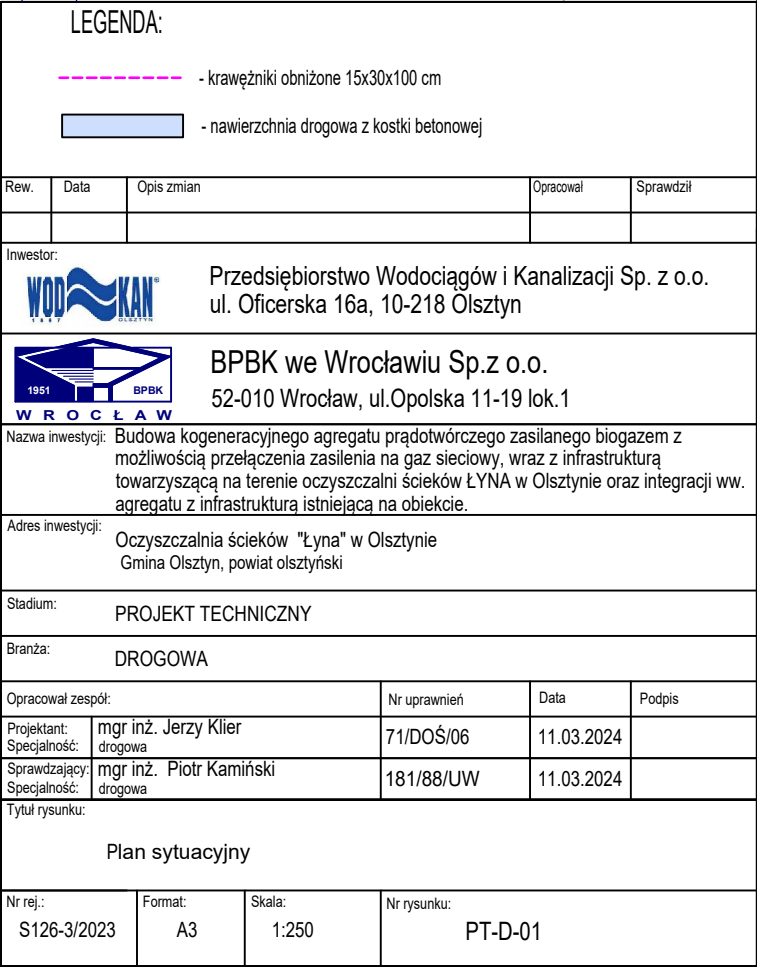 LEGENDA:
- krawężniki obniżone 15x30x100 cm
- nawierzchnia drogowa z kostki betonowej
Rew. Data Opis zmian Opracował Sprawdził
Inwestor:
WOD KAN®
1897 OLSZTYN
Przedsiębiorstwo Wodociągów i Kanalizacji Sp. z o.o.
ul. Oficerska 16a, 10-218 Olsztyn
1951 BPBK
WROCŁAW
BPBK we Wrocławiu Sp.z o.o.
52-010 Wrocław, ul.Opolska 11-19 lok.1
Nazwa inwestycji: Budowa kogeneracyjnego agregatu prądotwórczego zasilanego biogazem z
możliwością przełączenia zasilenia na gaz sieciowy, wraz z infrastrukturą
towarzyszącą na terenie oczyszczalni ścieków ŁYNA w Olsztynie oraz integracji ww.
agregatu z infrastrukturą istniejącą na obiekcie.
Adres inwestycji:
Oczyszczalnia ścieków "Łyna" w Olsztynie
Gmina Olsztyn, powiat olsztyński
Stadium:
PROJEKT TECHNICZNY
Branża:
DROGOWA
Opracował zespół: Nr uprawnień Data Podpis
Projektant: mgr inż. Jerzy Klier 71/DOŚ/06 11.03.2024
Specjalność: drogowa
Sprawdzający: mgr inż. Piotr Kamiński 181/88/UW 11.03.2024
Specjalność: drogowa
Tytuł rysunku:
Plan sytuacyjny
Nr rej.: Format: Skala: Nr rysunku:
S126-3/2023 A3 1:250 PT-D-01